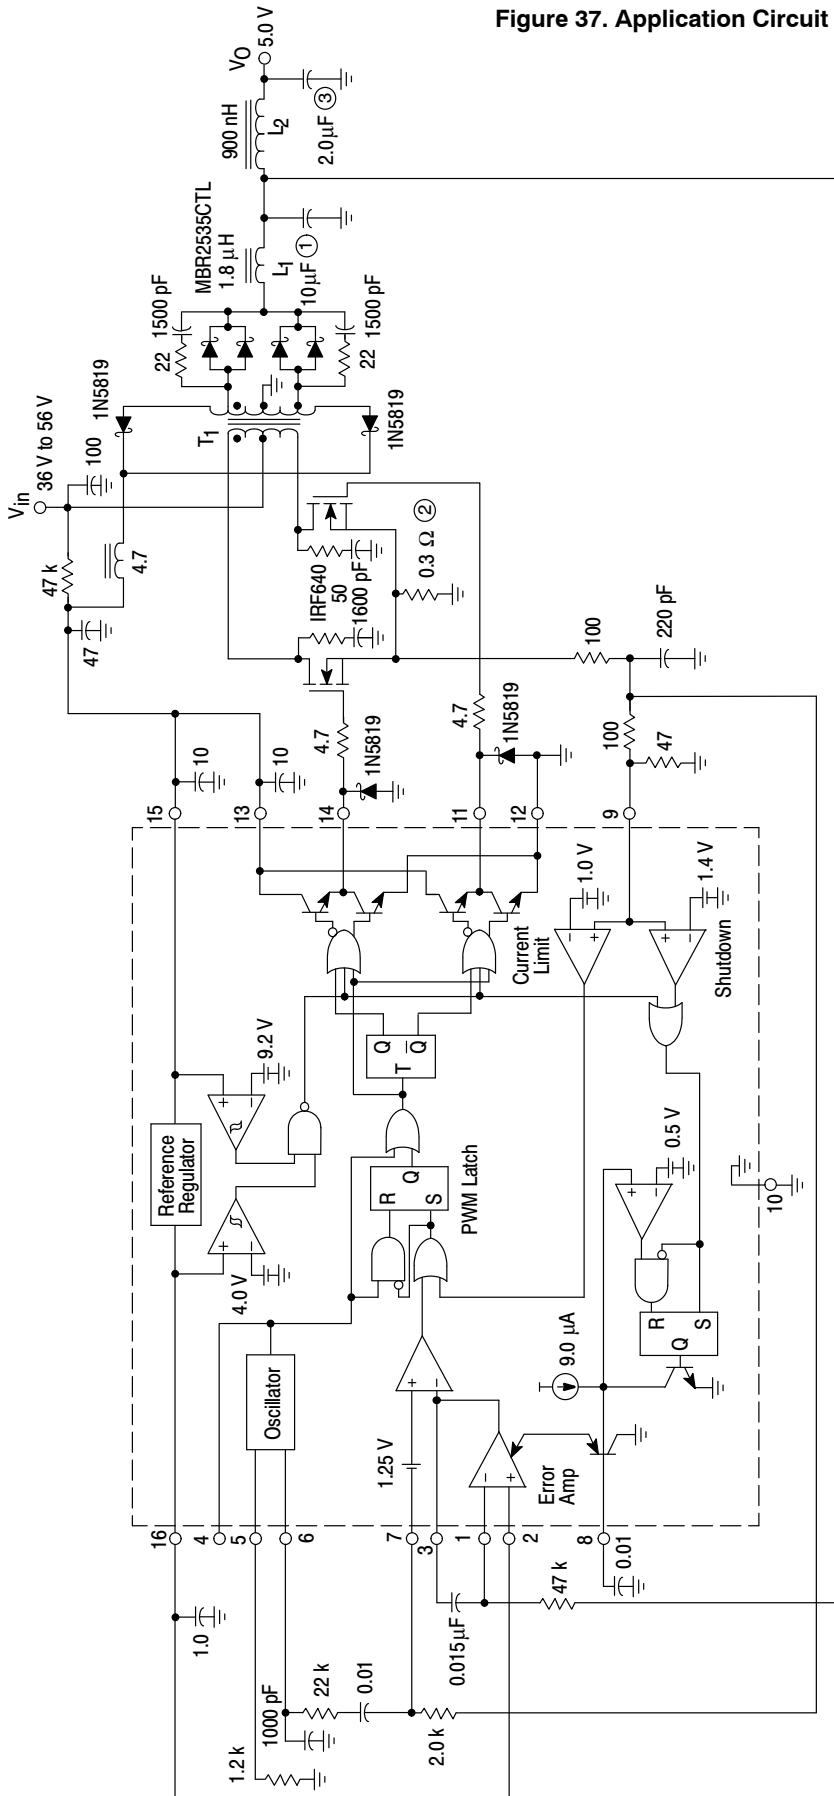 Figure 37. Application Circuit
VO
5.0 V
900 nH
L2
2.0 μF
3
MBR2535CTL
1.8 μH
L1
1
10 μF
1500 pF
22
1500 pF
22
1N5819
T1
1N5819
Vin
36 V to 56 V
100
47 k
4.7
47
IRF640
50
1600 pF
0.3 Ω
2
100
220 pF
4.7
1N5819
4.7
1N5819
100
47
10
10
15
13
14
11
12
9
1.0 V
1.4 V
Current
Limit
Shutdown
9.2 V
Reference
Regulator
4.0 V
Q
T
Q
R
Q
S
PWM Latch
0.5 V
10
R
Q
S
9.0 μA
Oscillator
1.25 V
Error
Amp
16
4
5
6
7
3
1
2
8
0.01
1.0
0.015 μF
47 k
1000 pF
22 k
0.01
1.2 k
2.0 k